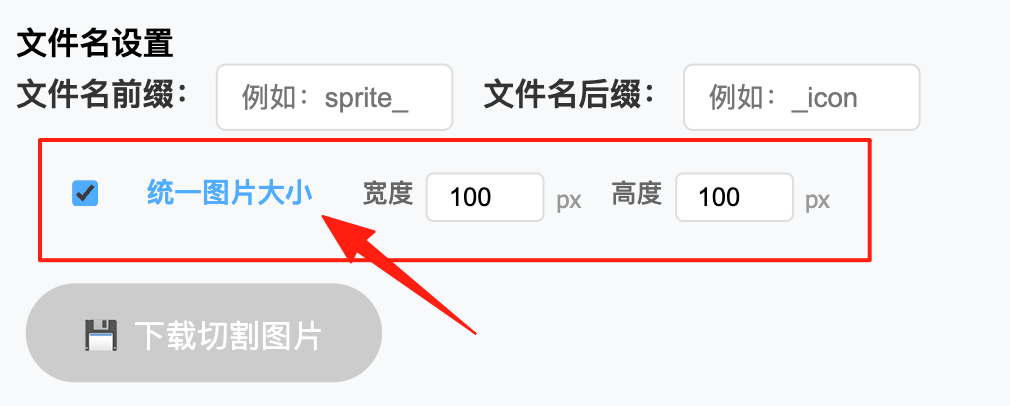 文件名设置
文件名前缀： 例如：sprite_ 文件名后缀： 例如：_icon
统一图片大小 宽度 100 px 高度 100 px
💾 下载切割图片